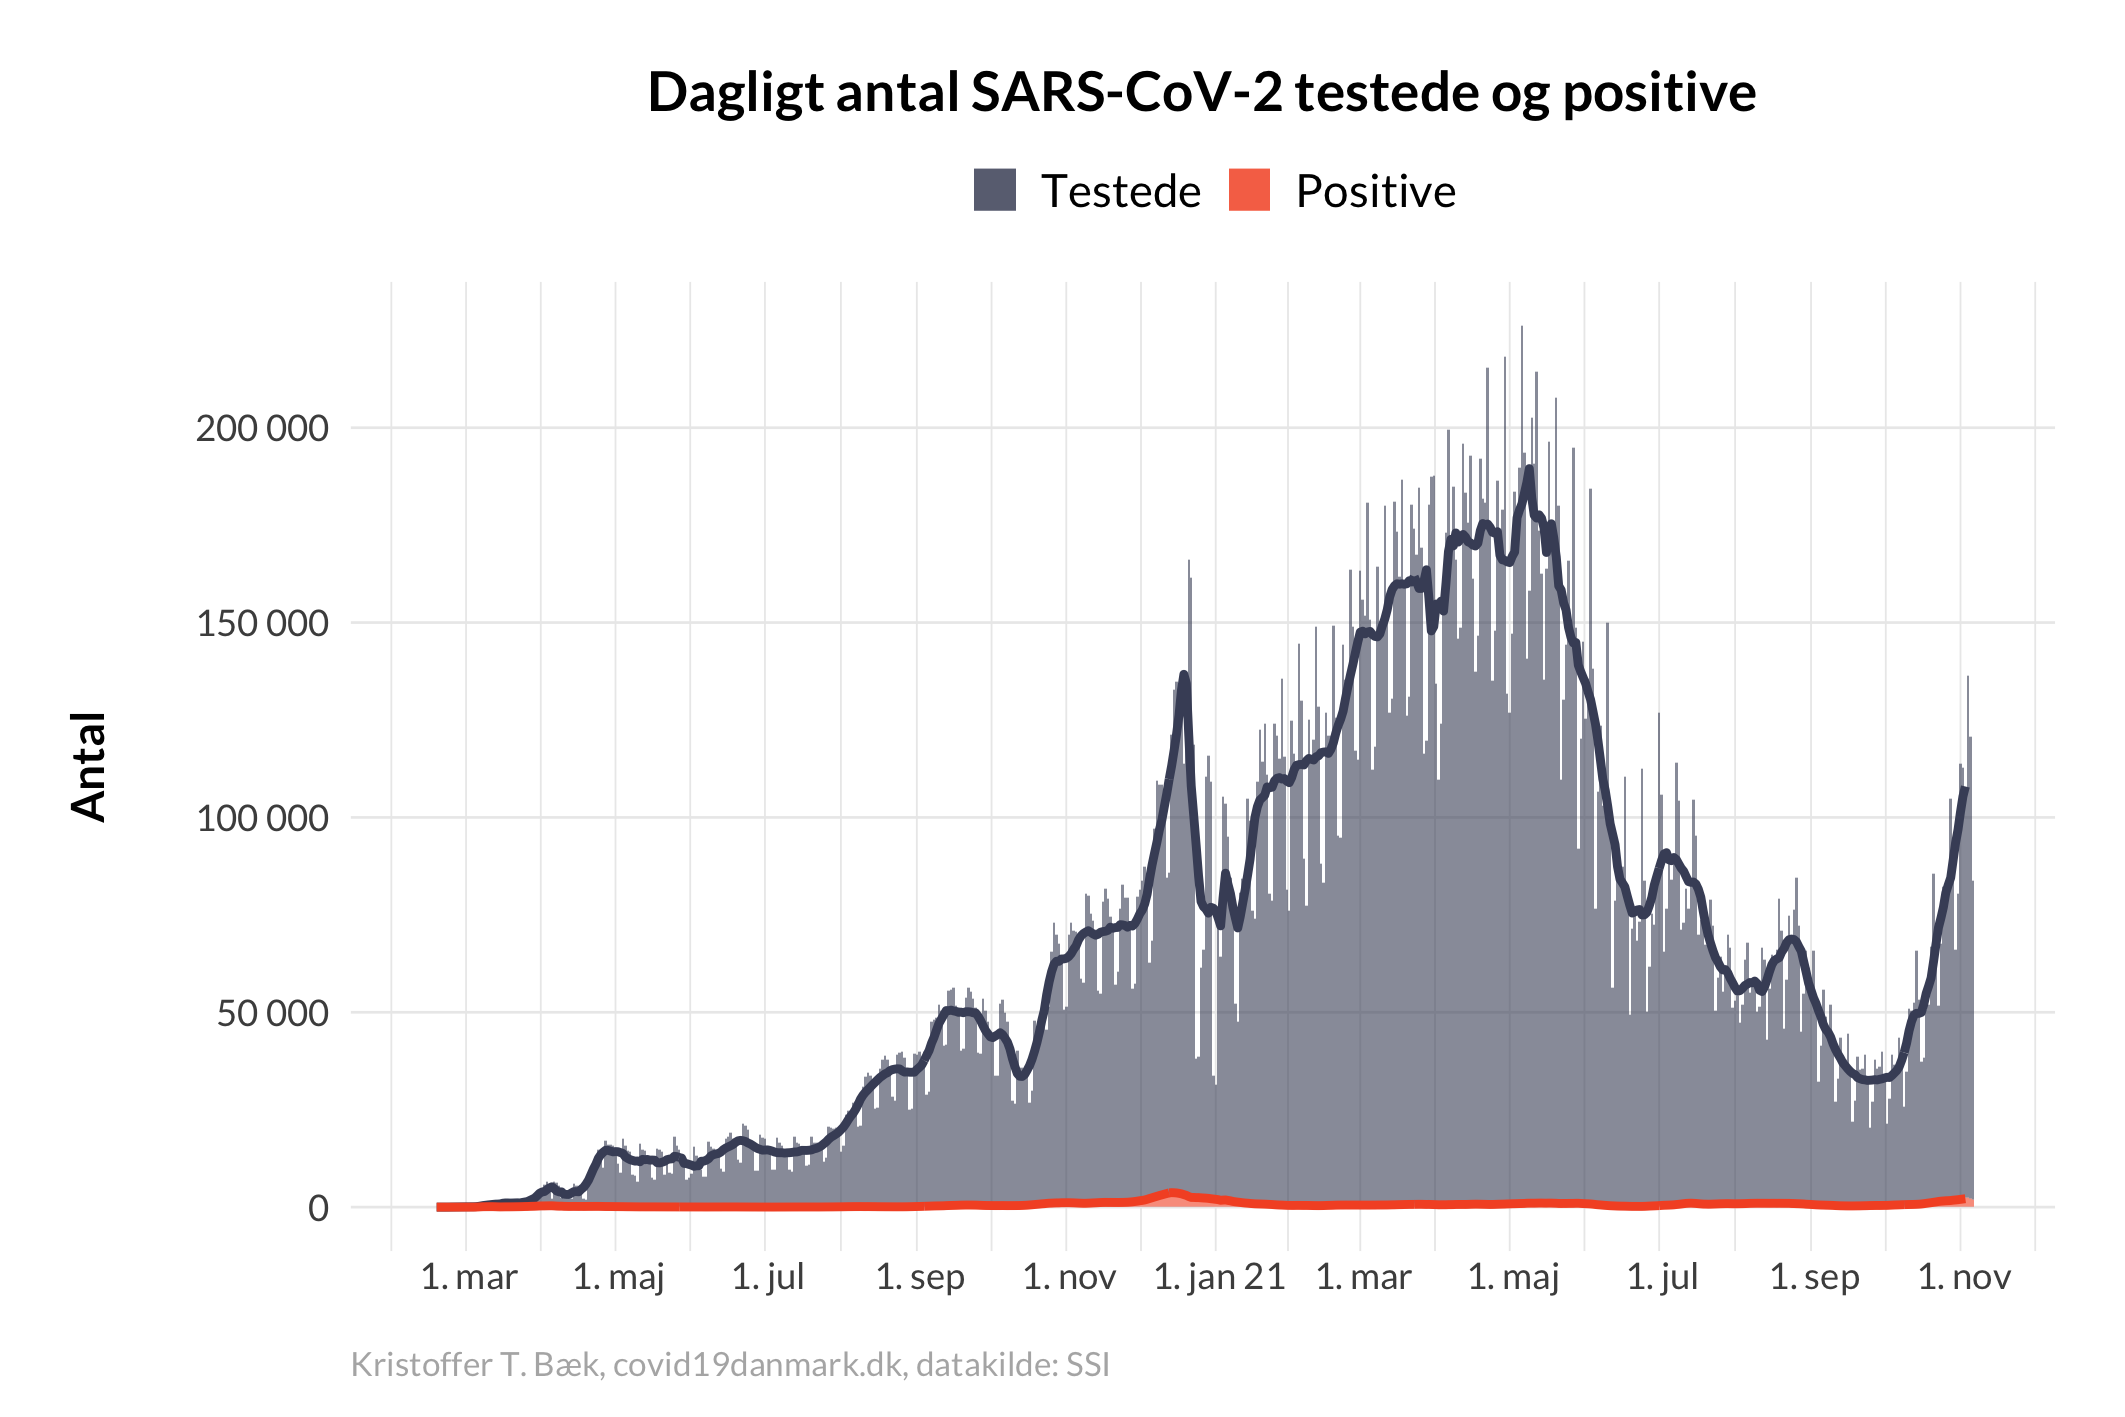 Dagligt antal SARS-CoV-2 testede og positive
Testede Positive
Antal
200 000
150 000
100 000
50 000
0
1. mar 1. maj 1. jul 1. sep 1. nov 1. jan 21 1. mar 1. maj 1. jul 1. sep 1. nov
Kristoffer T. Bæk, covid19danmark.dk, datakilde: SSI